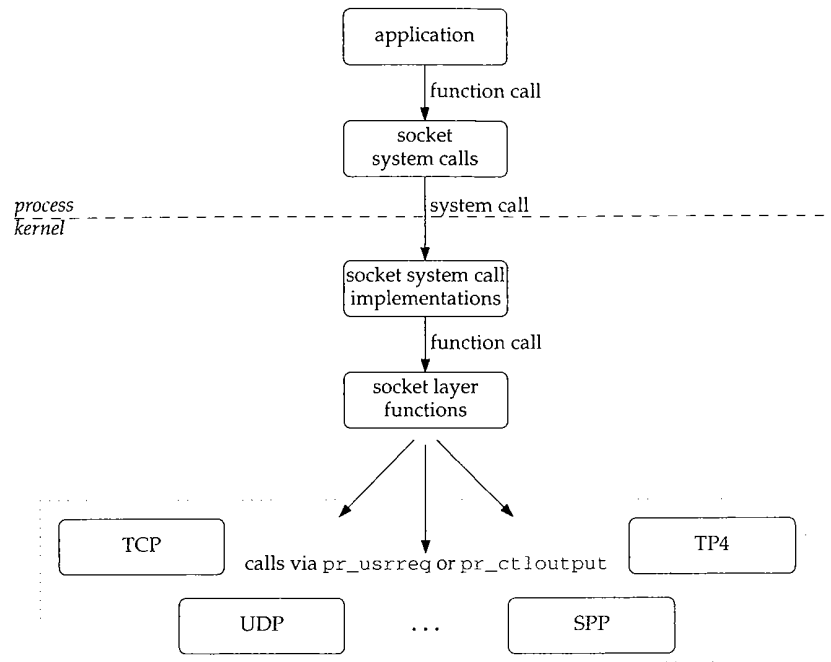 application
function call
socket
system calls
process
system call
kernel
socket system call
implementations
function call
socket layer
functions
TCP
TP4
calls via pr_usrreq or pr_ctloutput
UDP
...
SPP